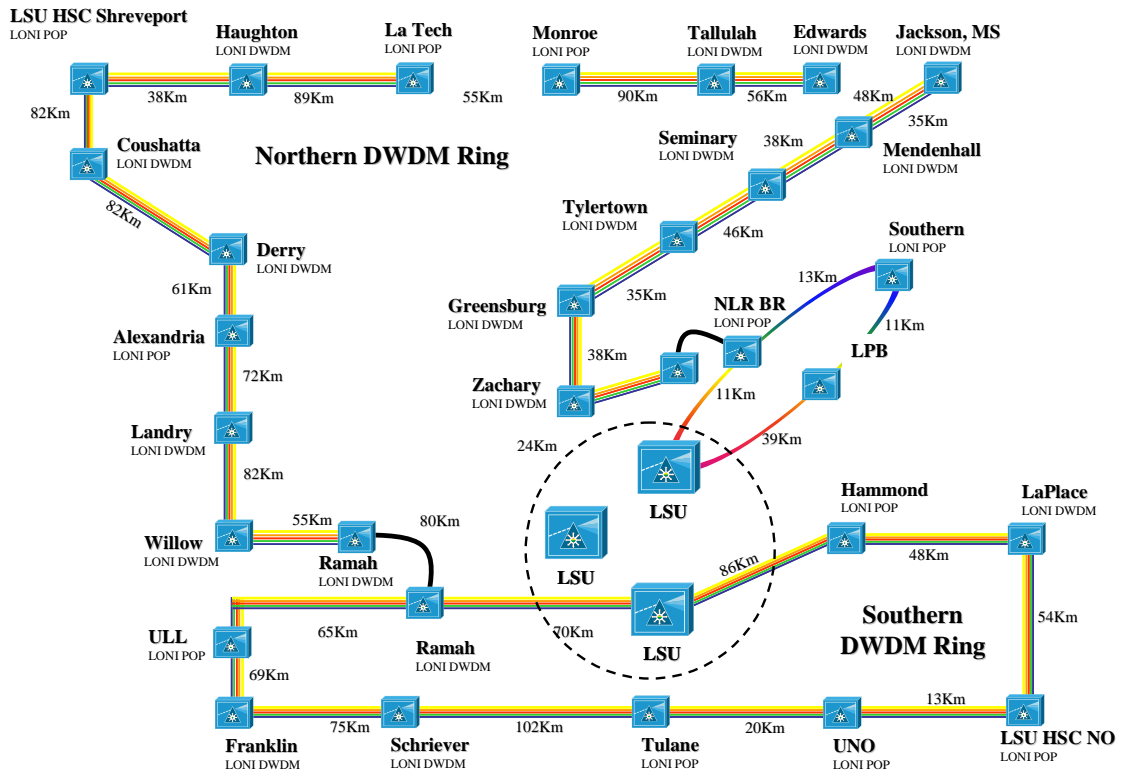 LSU HSC Shreveport
LONI POP
Haughton
LONI DWDM
La Tech
LONI POP
Monroe
LONI POP
Tallulah
LONI DWDM
Edwards
LONI DWDM
Jackson, MS
LONI DWDM
38Km
89Km
55Km
90Km
56Km
48Km
35Km
82Km
Coushatta
LONI DWDM
Northern DWDM Ring
Seminary
LONI DWDM
38Km
Mendenhall
LONI DWDM
82Km
Tylertown
LONI DWDM
46Km
Derry
LONI DWDM
Southern
LONI POP
61Km
35Km
13Km
Greensburg
LONI DWDM
NLR BR
LONI POP
11Km
Alexandria
LONI POP
38Km
LPB
72Km
Zachary
LONI DWDM
11Km
Landry
LONI DWDM
24Km
39Km
82Km
LSU
Hammond
LONI POP
LaPlace
LONI DWDM
55Km
80Km
Willow
LONI DWDM
Ramah
LONI DWDM
LSU
86Km
48Km
65Km
70Km
Southern
DWDM Ring
54Km
ULL
LONI POP
Ramah
LONI DWDM
LSU
69Km
13Km
75Km
102Km
20Km
Franklin
LONI DWDM
Schriever
LONI DWDM
Tulane
LONI POP
UNO
LONI POP
LSU HSC NO
LONI POP